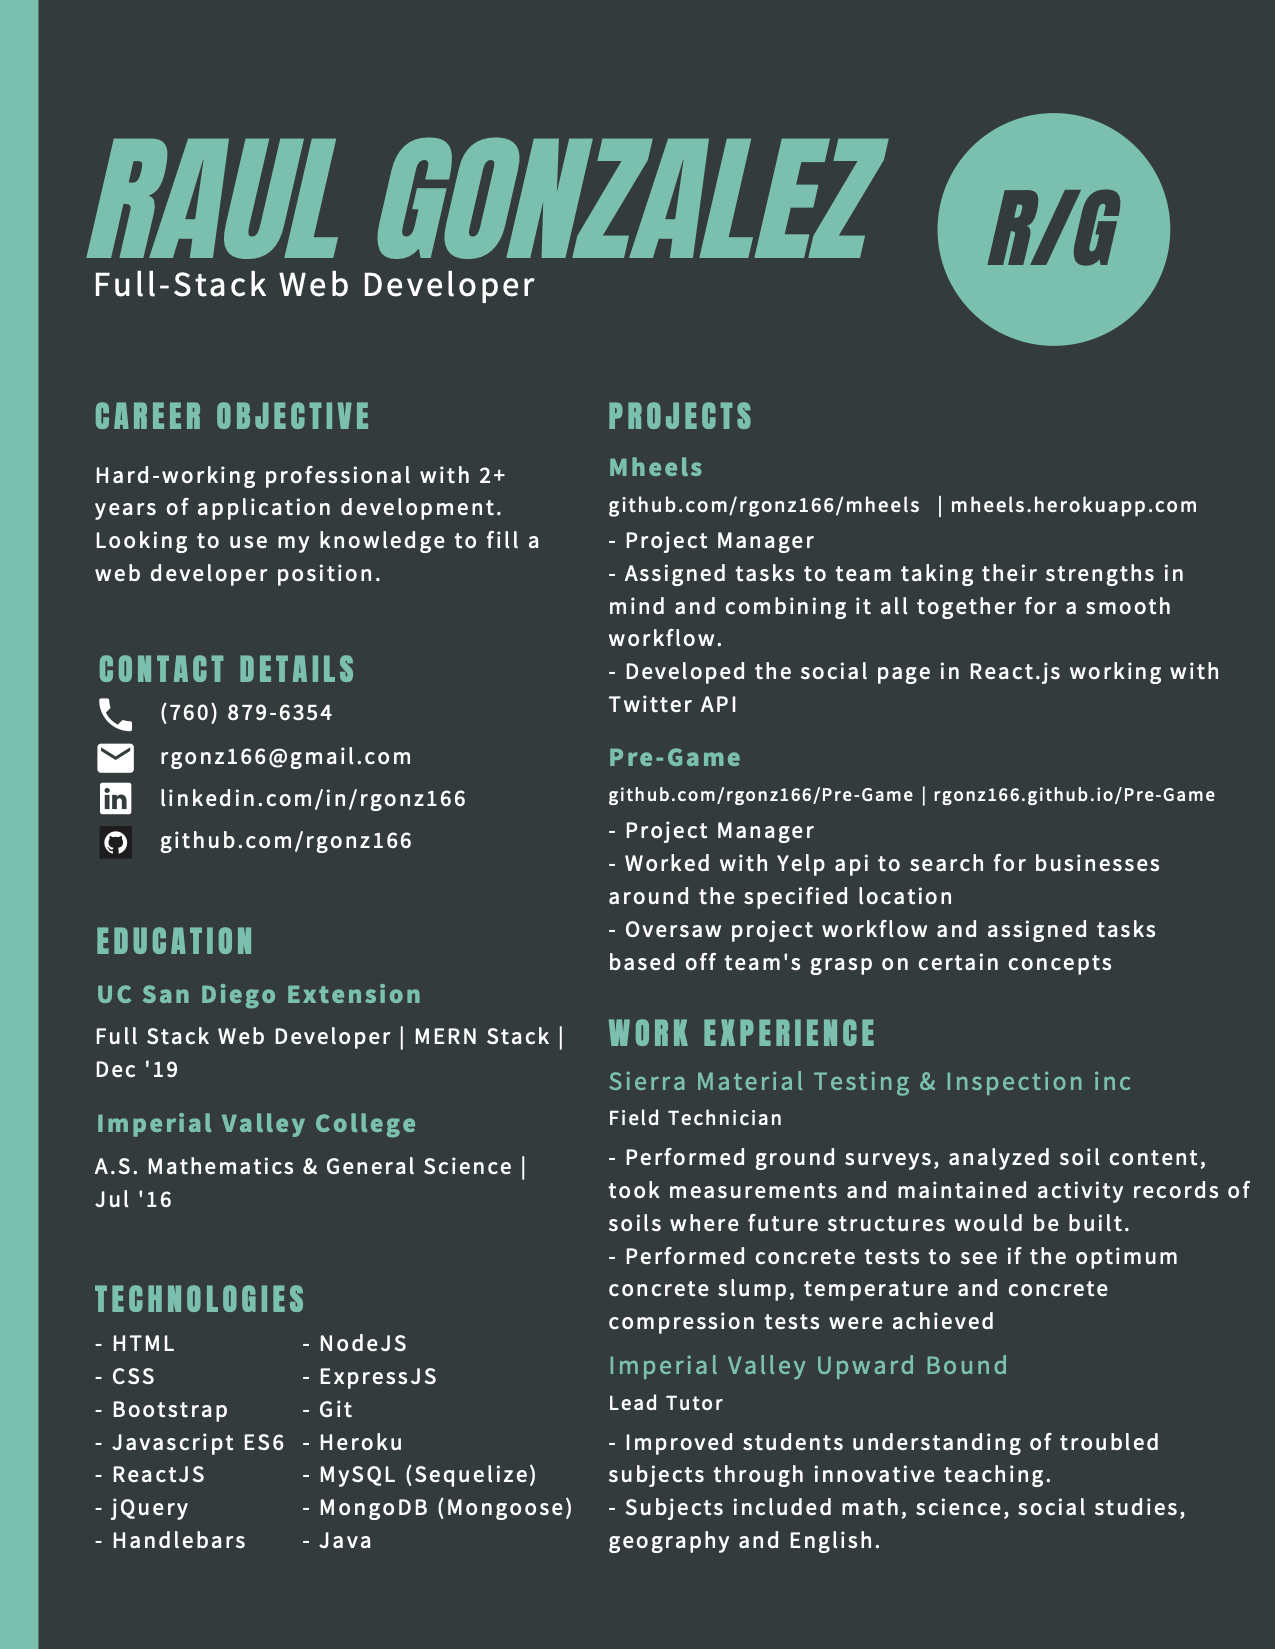 RAUL GONZALEZ
R/G
Full-Stack Web Developer
CAREER OBJECTIVE
Hard-working professional with 2+
years of application development.
Looking to use my knowledge to fill a
web developer position.
CONTACT DETAILS
(760) 879-6354
rgonz166@gmail.com
linkedin.com/in/rgonz166
github.com/rgonz166
EDUCATION
UC San Diego Extension
Full Stack Web Developer | MERN Stack |
Dec '19
Imperial Valley College
A.S. Mathematics & General Science |
Jul '16
TECHNOLOGIES
- HTML
- CSS
- Bootstrap
- Javascript ES6
- ReactJS
- jQuery
- Handlebars
- NodeJS
- ExpressJS
- Git
- Heroku
- MySQL (Sequelize)
- MongoDB (Mongoose)
- Java
PROJECTS
Mheels
github.com/rgonz166/mheels | mheels.herokuapp.com
- Project Manager
- Assigned tasks to team taking their strengths in
mind and combining it all together for a smooth
workflow.
- Developed the social page in React.js working with
Twitter API
Pre-Game
github.com/rgonz166/Pre-Game | rgonz166.github.io/Pre-Game
- Project Manager
- Worked with Yelp api to search for businesses
around the specified location
- Oversaw project workflow and assigned tasks
based off team's grasp on certain concepts
WORK EXPERIENCE
Sierra Material Testing & Inspection inc
Field Technician
- Performed ground surveys, analyzed soil content,
took measurements and maintained activity records of
soils where future structures would be built.
- Performed concrete tests to see if the optimum
concrete slump, temperature and concrete
compression tests were achieved
Imperial Valley Upward Bound
Lead Tutor
- Improved students understanding of troubled
subjects through innovative teaching.
- Subjects included math, science, social studies,
geography and English.